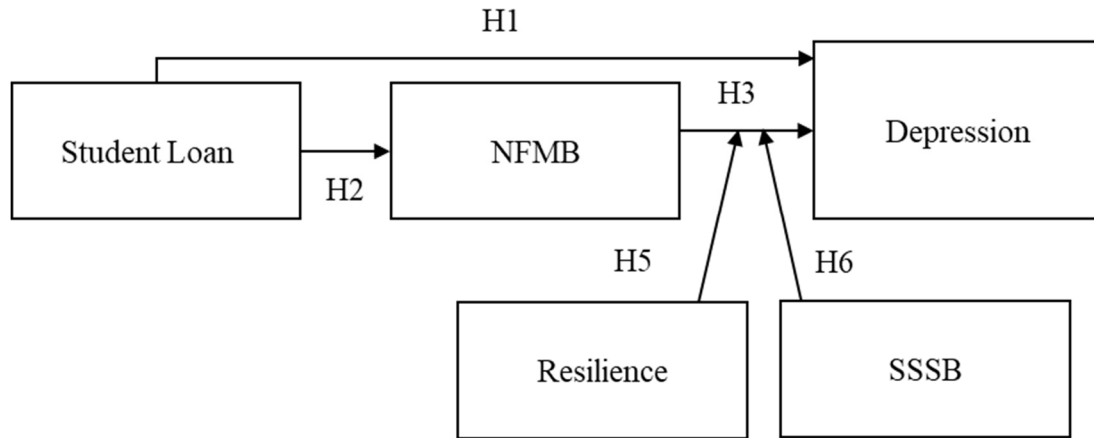 H1
Student Loan
H2
NFMB
H3
Depression
H5
H6
Resilience
SSSB